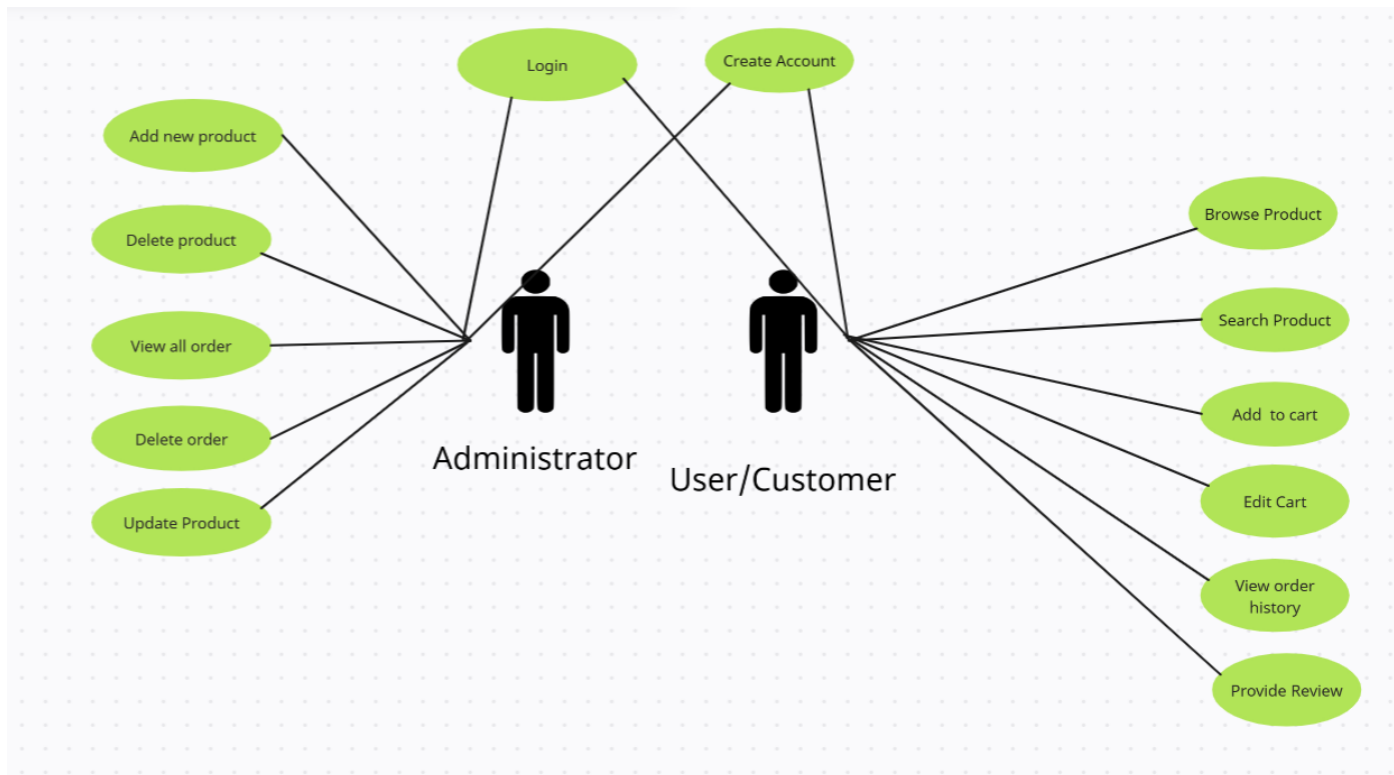 Login
Create Account
Add new product
Delete product
View all order
Delete order
Update Product
Administrator
User/Customer
Browse Product
Search Product
Add to cart
Edit Cart
View order
history
Provide Review